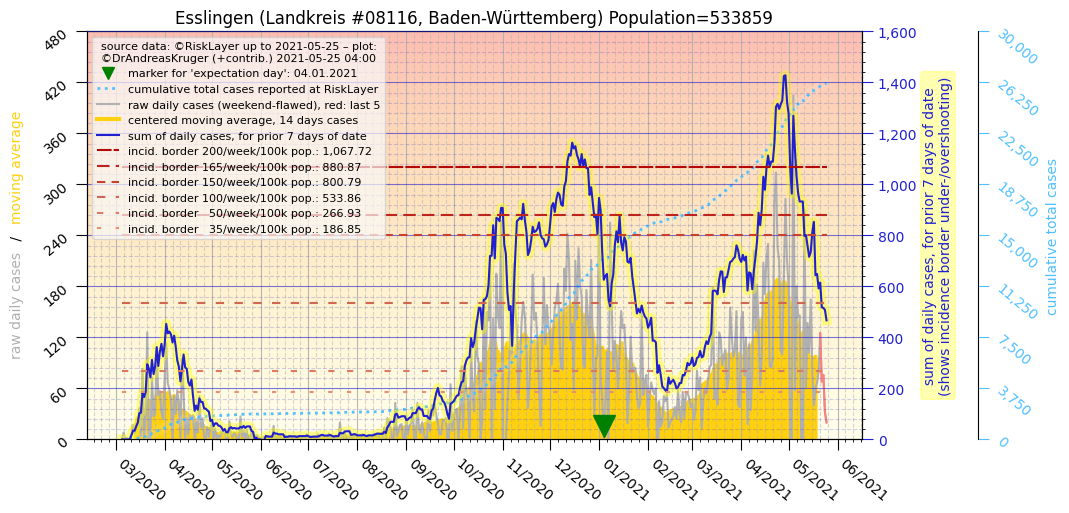 Esslingen (Landkreis #08116, Baden-Württemberg) Population=533859
source data: ©RiskLayer up to 2021-05-25 – plot:
©DrAndreasKruger (+contrib.) 2021-05-25 04:00
marker for 'expectation day': 04.01.2021
cumulative total cases reported at RiskLayer
raw daily cases (weekend-flawed), red: last 5
centered moving average, 14 days cases
sum of daily cases, for prior 7 days of date
incid. border 200/week/100k pop.: 1,067.72
incid. border 165/week/100k pop.: 880.87
incid. border 150/week/100k pop.: 800.79
incid. border 100/week/100k pop.: 533.86
incid. border 50/week/100k pop.: 266.93
incid. border 35/week/100k pop.: 186.85
raw daily cases / moving average
480
420
360
300
240
180
120
60
0
03/2020
04/2020
05/2020
06/2020
07/2020
08/2020
09/2020
10/2020
11/2020
12/2020
01/2021
02/2021
03/2021
04/2021
05/2021
06/2021
1,600
1,400
1,200
1,000
800
600
400
200
0
sum of daily cases, for prior 7 days of date
(shows incidence border under-/overshooting)
30,000
26,250
22,500
18,750
15,000
11,250
7,500
3,750
0
cumulative total cases